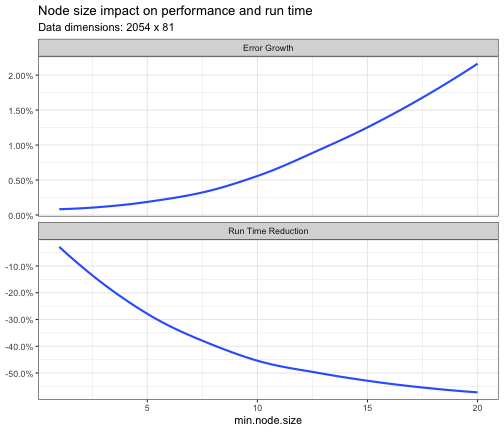 Node size impact on performance and run time
Data dimensions: 2054 x 81
Error Growth
2.00%
1.50%
1.00%
0.50%
0.00%
Run Time Reduction
-10.0%
-20.0%
-30.0%
-40.0%
-50.0%
5 10 15 20
min.node.size